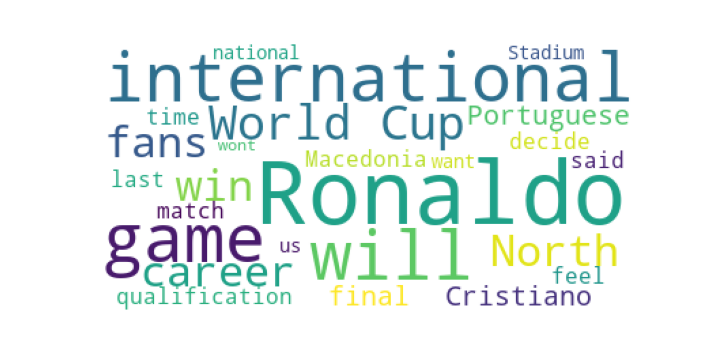 national Stadium
international
time World Cup Portuguese
fans wont decide
Macedonia want said
last win Ronaldo
match
game us will North
career feel
qualification final Cristiano